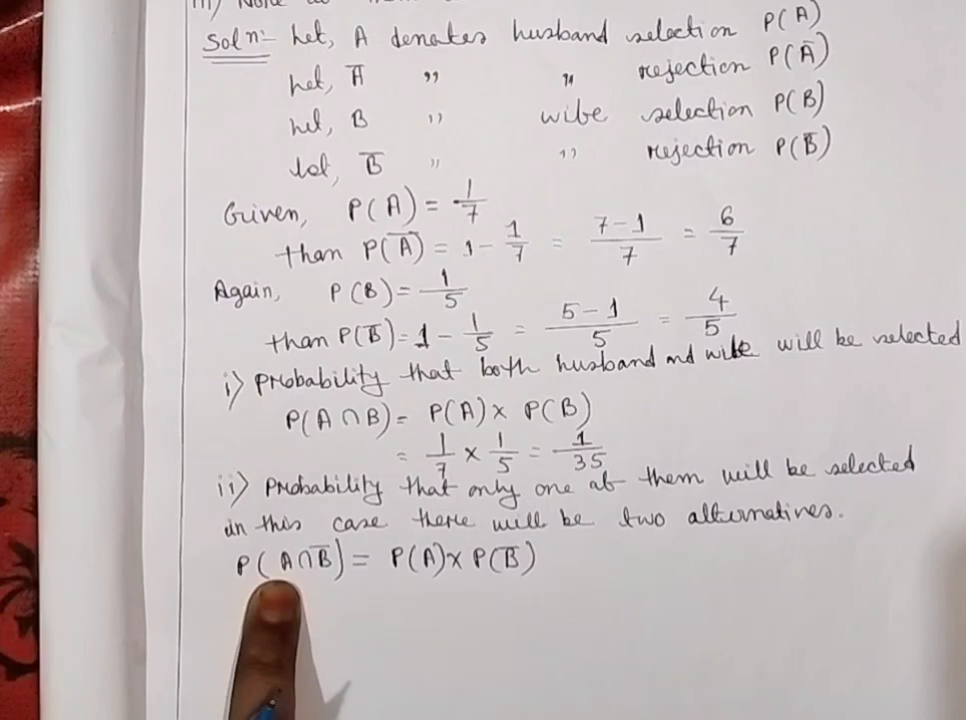 Soln:- Let, A denates husband selection P(A)
Let, A̅ " " rejection P(A̅)
Let, B " wibe selection P(B)
Let, B̅ " " rejection P(B̅)
Given, P(A) = 1/7
than P(A̅) = 1 - 1/7 = 7-1/7 = 6/7
Again, P(B) = 1/5
than P(B̅) = 1 - 1/5 = 5-1/5 = 4/5
i) Probability that both husband and wibe will be selected
P(A∩B) = P(A) × P(B)
= 1/7 × 1/5 = 1/35
ii) Probability that only one ab them will be selected
in this case there will be two alternatives.
P(A∩B̅) = P(A) × P(B̅)